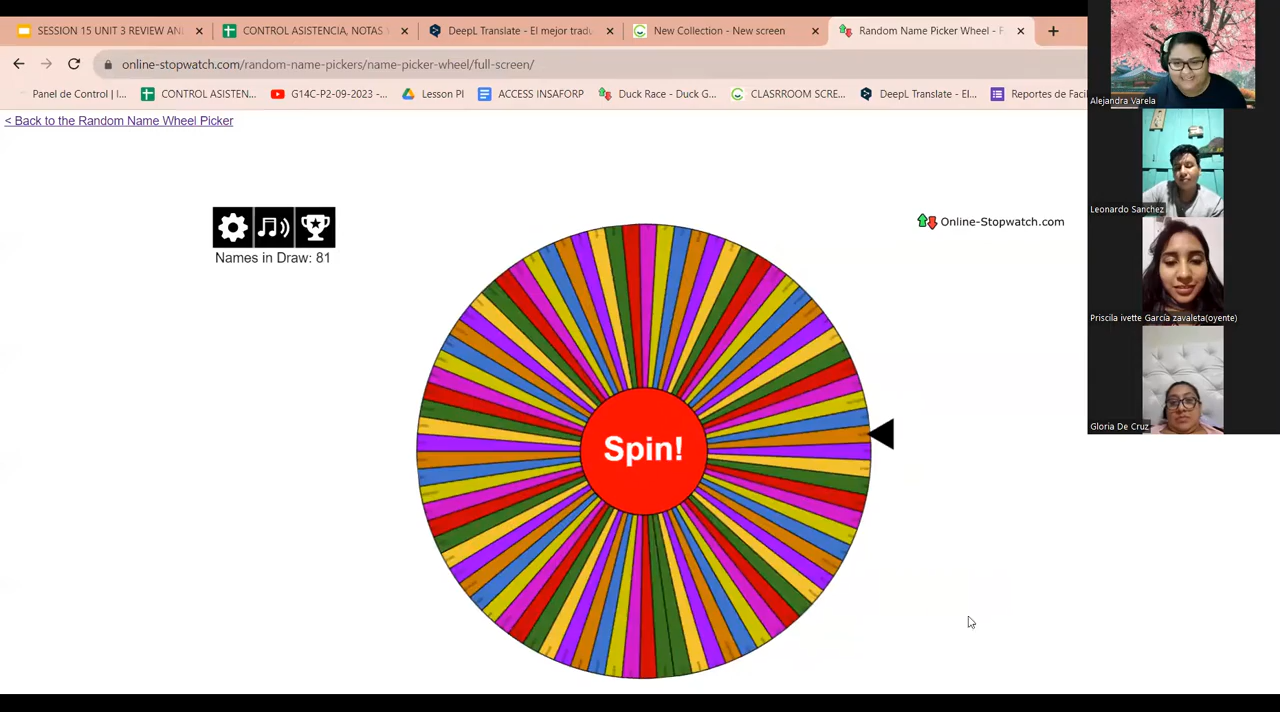 SESSION 15 UNIT 3 REVIEW AN
CONTROL ASISTENCIA, NOTAS
DeepL Translate - El mejor tradu
New Collection - New screen
Random Name Picker Wheel - F
online-stopwatch.com/random-name-pickers/name-picker-wheel/full-screen/
Panel de Control | I...
CONTROL ASISTEN...
G14C-P2-09-2023 -...
Lesson PI
ACCESS INSAFORP
Duck Race - Duck G...
CLASRROOM SCRE...
DeepL Translate - El...
Reportes de Facil
< Back to the Random Name Wheel Picker
Names in Draw: 81
Online-Stopwatch.com
Spin!
Alejandra Varela
Leonardo Sanchez
Priscila ivette García zavaleta(oyente)
Gloria De Cruz